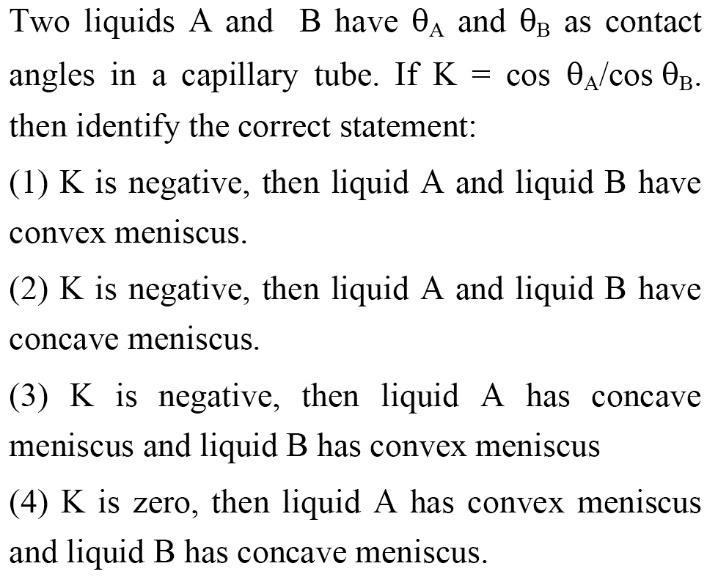 Two liquids A and B have θA and θB as contact
angles in a capillary tube. If K = cos θA/cos θB.
then identify the correct statement:
(1) K is negative, then liquid A and liquid B have
convex meniscus.
(2) K is negative, then liquid A and liquid B have
concave meniscus.
(3) K is negative, then liquid A has concave
meniscus and liquid B has convex meniscus
(4) K is zero, then liquid A has convex meniscus
and liquid B has concave meniscus.